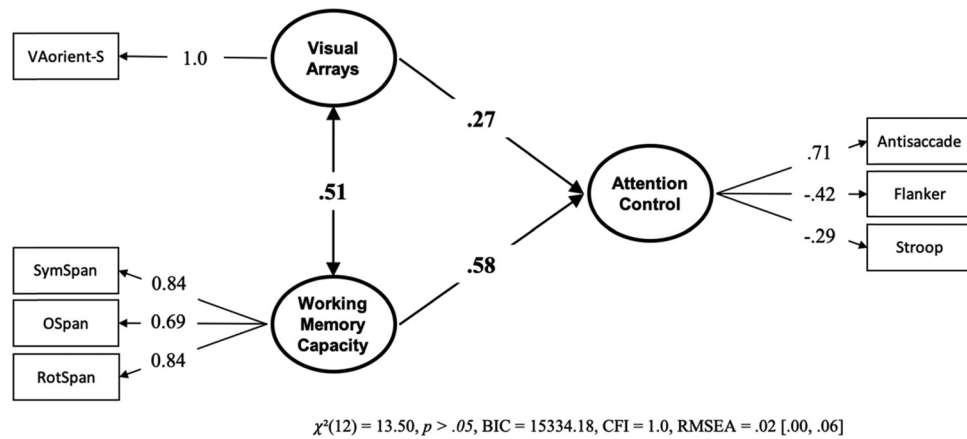 VAorient-S
1.0
Visual
Arrays
.27
.51
Attention
Control
.71
-.42
-.29
Antisaccade
Flanker
Stroop
.58
SymSpan
OSpan
RotSpan
0.84
0.69
0.84
Working
Memory
Capacity
χ²(12) = 13.50, p > .05, BIC = 15334.18, CFI = 1.0, RMSEA = .02 [.00, .06]